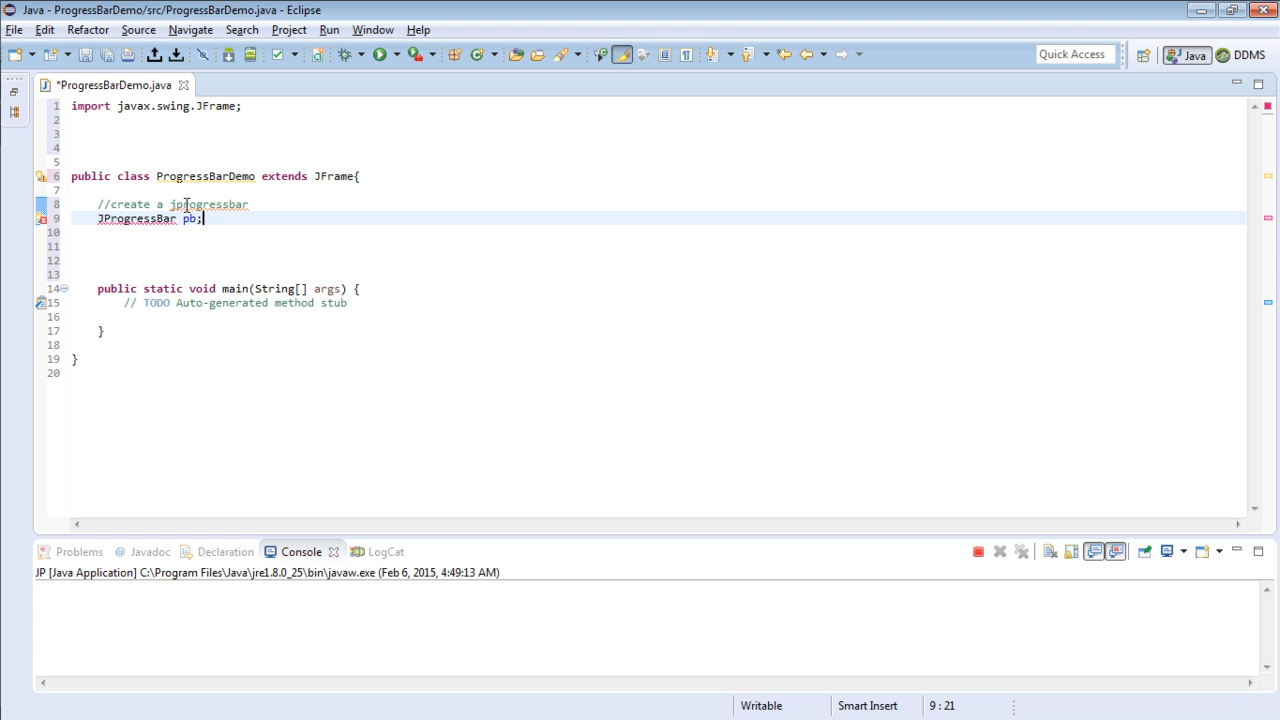 Java - ProgressBarDemo/src/ProgressBarDemo.java - Eclipse
File Edit Refactor Source Navigate Search Project Run Window Help
Quick Access Java DDMS
*ProgressBarDemo.java
1 import javax.swing.JFrame;
2
3
4
5
6 public class ProgressBarDemo extends JFrame{
7
8 //create a jprogressbar
9 JProgressBar pb;
10
11
12
13
14 public static void main(String[] args) {
15 // TODO Auto-generated method stub
16
17 }
18
19 }
20
Problems @ Javadoc Declaration Console LogCat
JP [Java Application] C:\Program Files\Java\jre1.8.0_25\bin\javaw.exe (Feb 6, 2015, 4:49:13 AM)
Writable Smart Insert 9 : 21